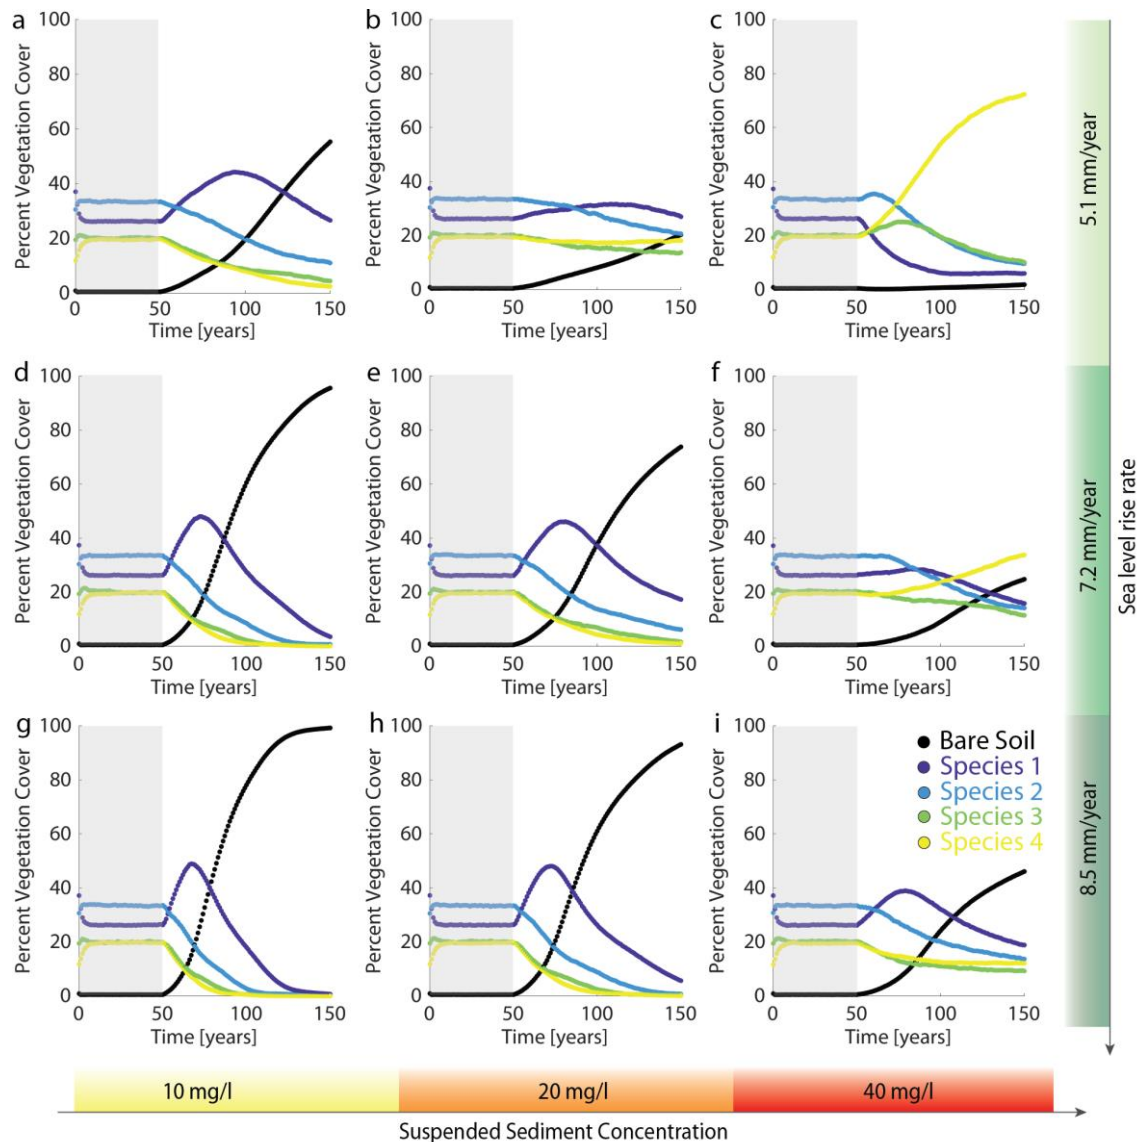 a
100
80
60
40
20
0
Percent Vegetation Cover
0 50 100 150
Time [years]
b
100
80
60
40
20
0
Percent Vegetation Cover
0 50 100 150
Time [years]
c
100
80
60
40
20
0
Percent Vegetation Cover
0 50 100 150
Time [years]
5.1 mm/year
d
100
80
60
40
20
0
Percent Vegetation Cover
0 50 100 150
Time [years]
e
100
80
60
40
20
0
Percent Vegetation Cover
0 50 100 150
Time [years]
f
100
80
60
40
20
0
Percent Vegetation Cover
0 50 100 150
Time [years]
7.2 mm/year
Sea level rise rate
g
100
80
60
40
20
0
Percent Vegetation Cover
0 50 100 150
Time [years]
h
100
80
60
40
20
0
Percent Vegetation Cover
0 50 100 150
Time [years]
i
100
80
60
40
20
0
Percent Vegetation Cover
0 50 100 150
Time [years]
Bare Soil
Species 1
Species 2
Species 3
Species 4
8.5 mm/year
10 mg/l
20 mg/l
40 mg/l
Suspended Sediment Concentration